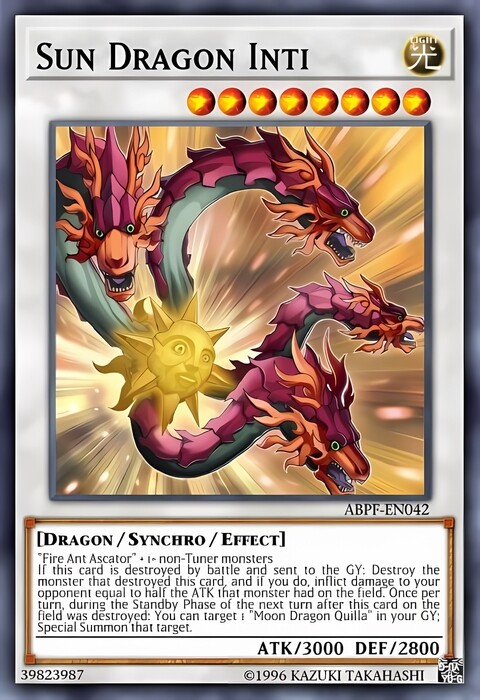 Sun Dragon Inti
LIGHT
光
ABPF-EN042
[Dragon / Synchro / Effect]
"Fire Ant Ascator" + 1+ non-Tuner monsters
If this card is destroyed by battle and sent to the GY: Destroy the
monster that destroyed this card, and if you do, inflict damage to your
opponent equal to half the ATK that monster had on the field. Once per
turn, during the Standby Phase of the next turn after this card on the
field was destroyed: You can target 1 "Moon Dragon Quilla" in your GY;
Special Summon that target.
ATK/3000 DEF/2800
39823987
©1996 KAZUKI TAKAHASHI